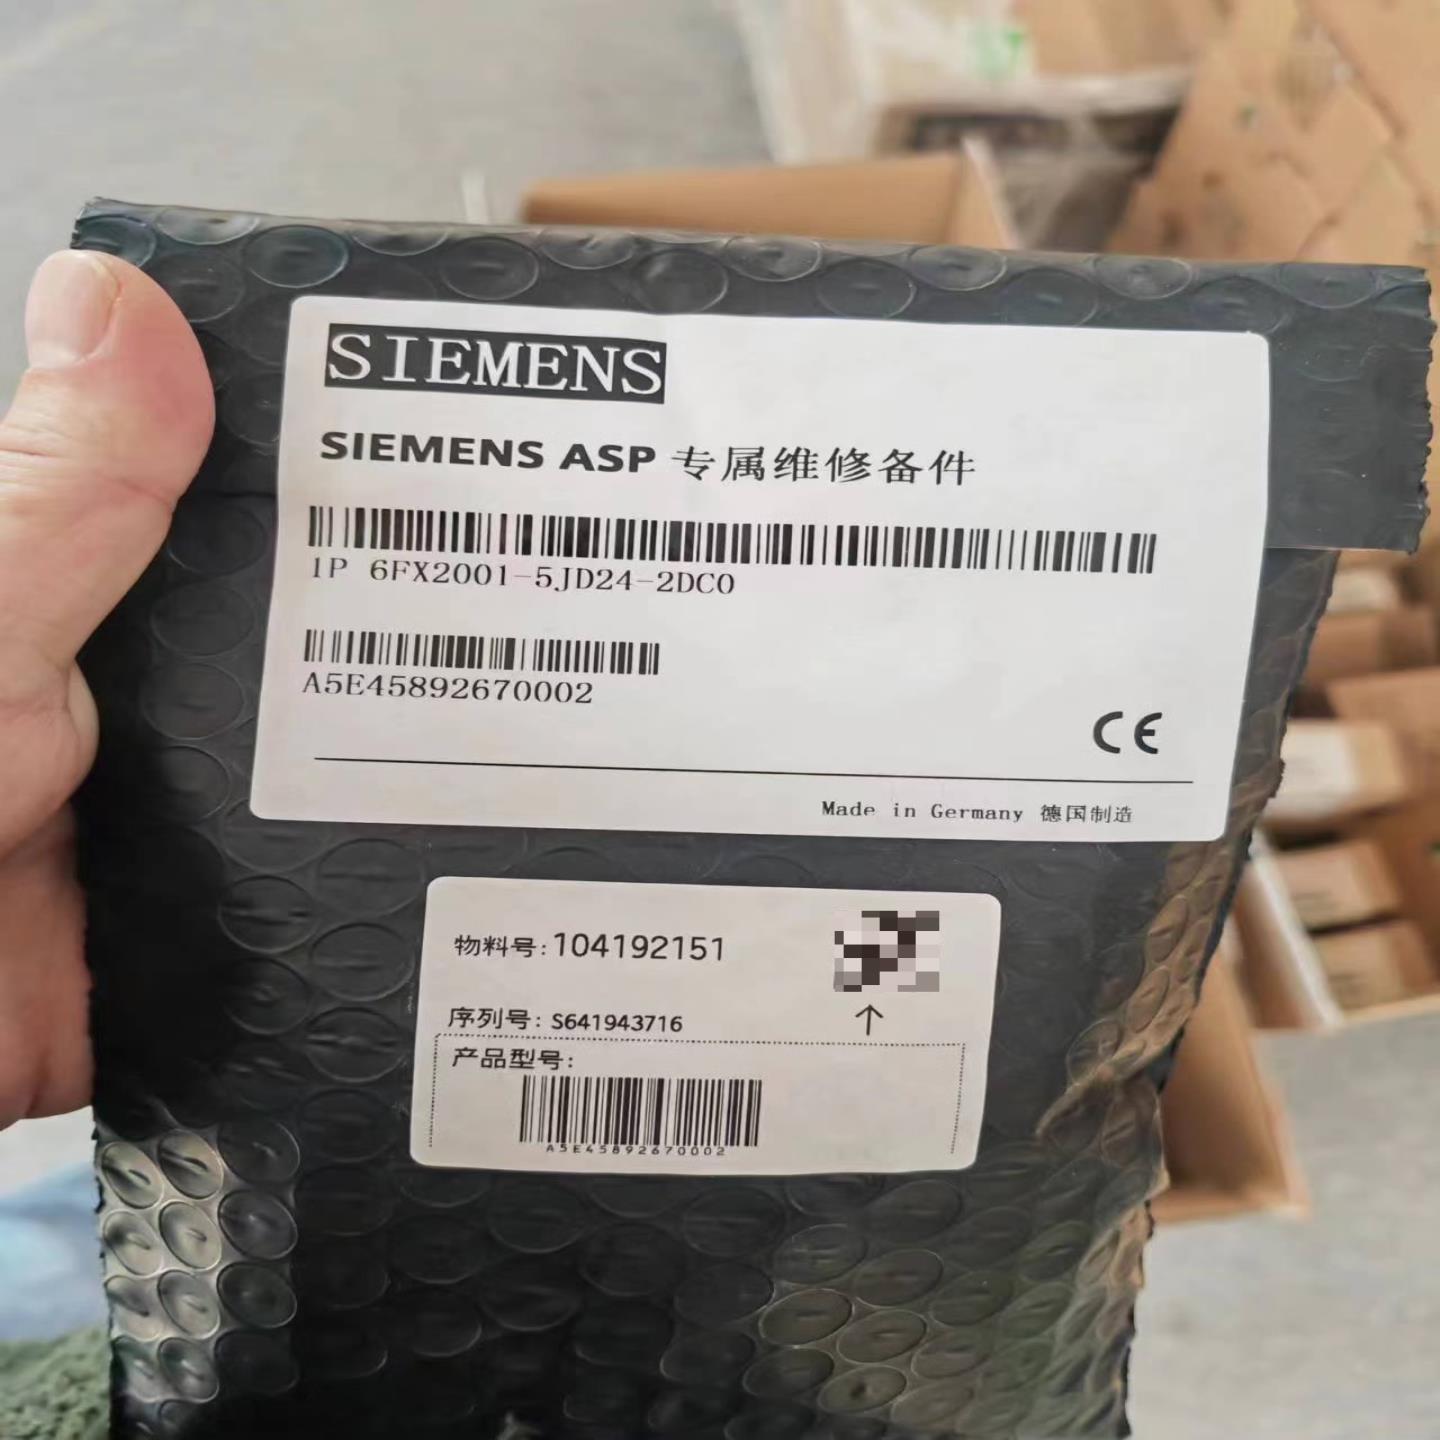 SIEMENS
SIEMENS ASP 专属维修备件
1P 6FX2001-5JD24-2DC0
A5E45892670002
CE
Made in Germany 德国制造
物料号:104192151
序列号: S641943716
产品型号:
A5E45892670002